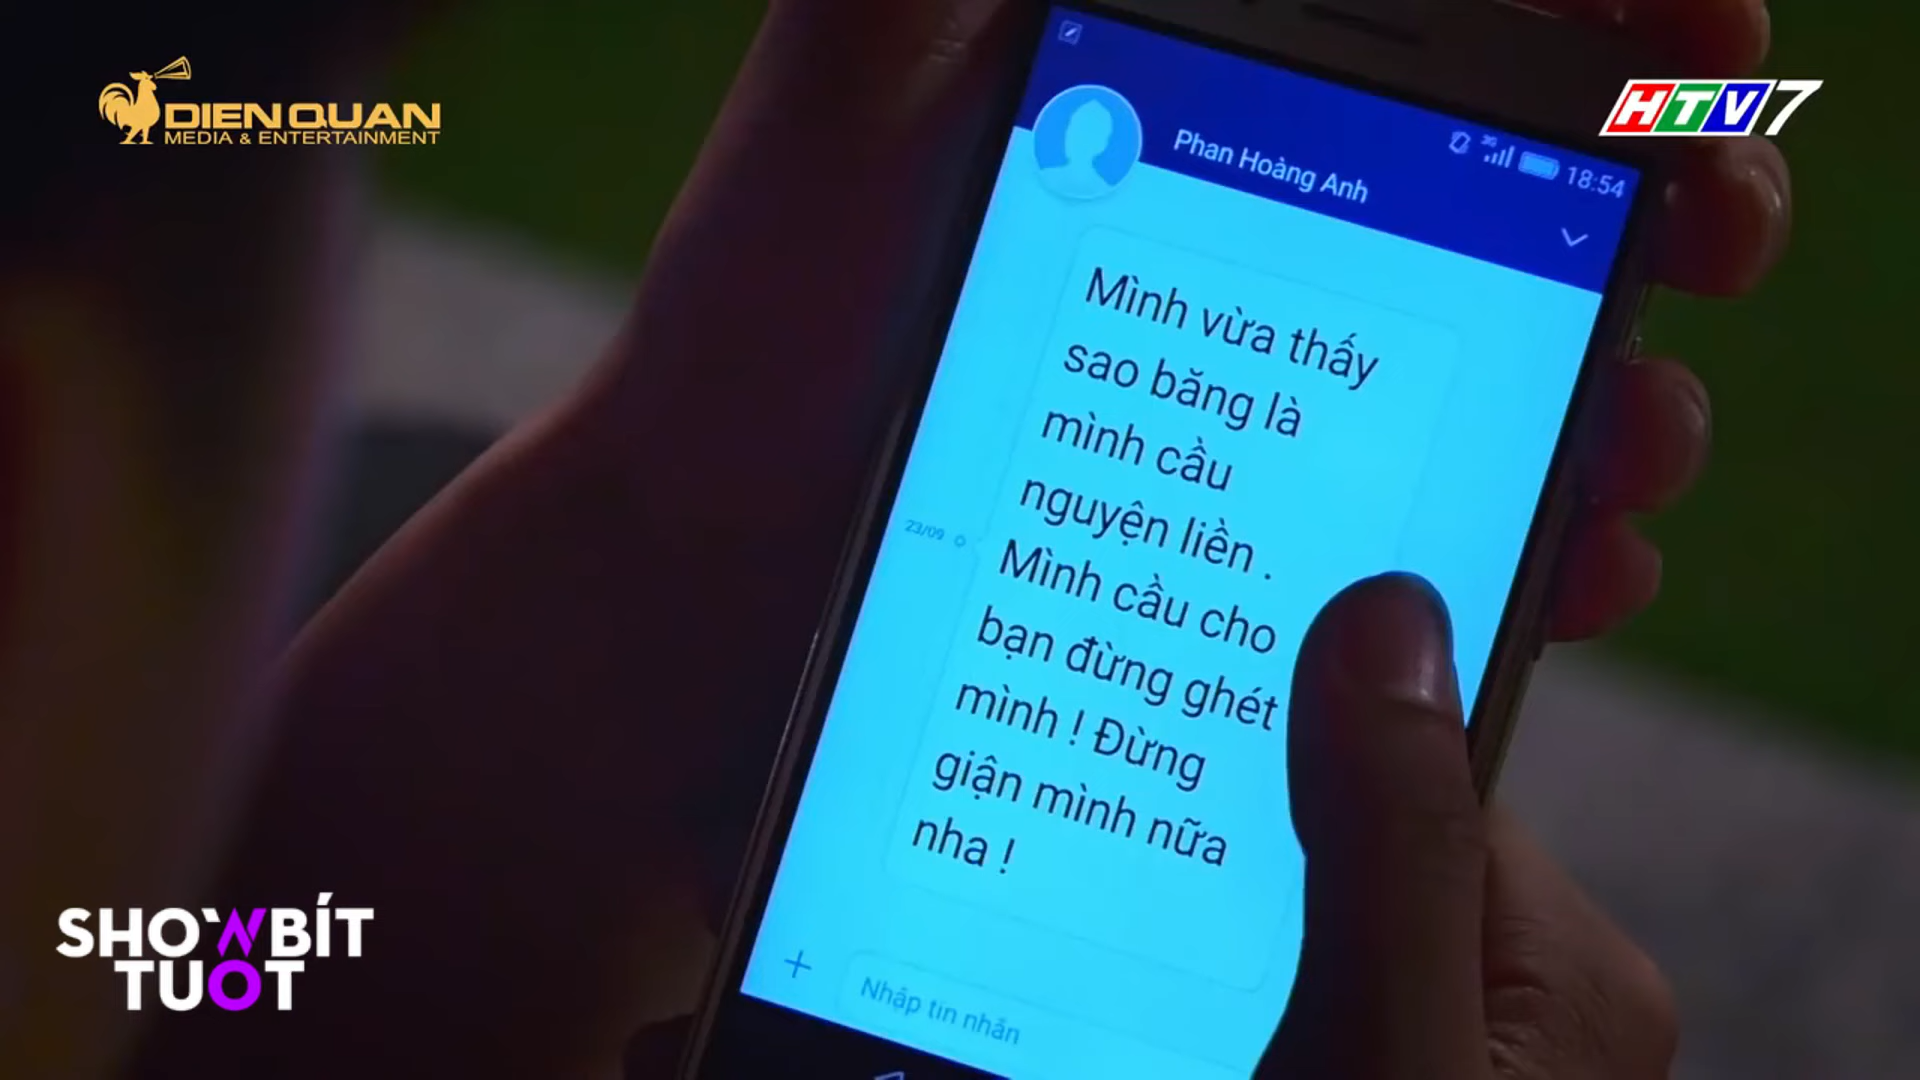 DIEN QUAN
MEDIA & ENTERTAINMENT
HTV7
3G
18:54
Phan Hoàng Anh
Mình vừa thấy
sao băng là
mình cầu
nguyện liền .
Mình cầu cho
bạn đừng ghét
mình ! Đừng
giận mình nữa
nha !
23/09
+
Nhập tin nhắn
SHOWBÍT
TUOT